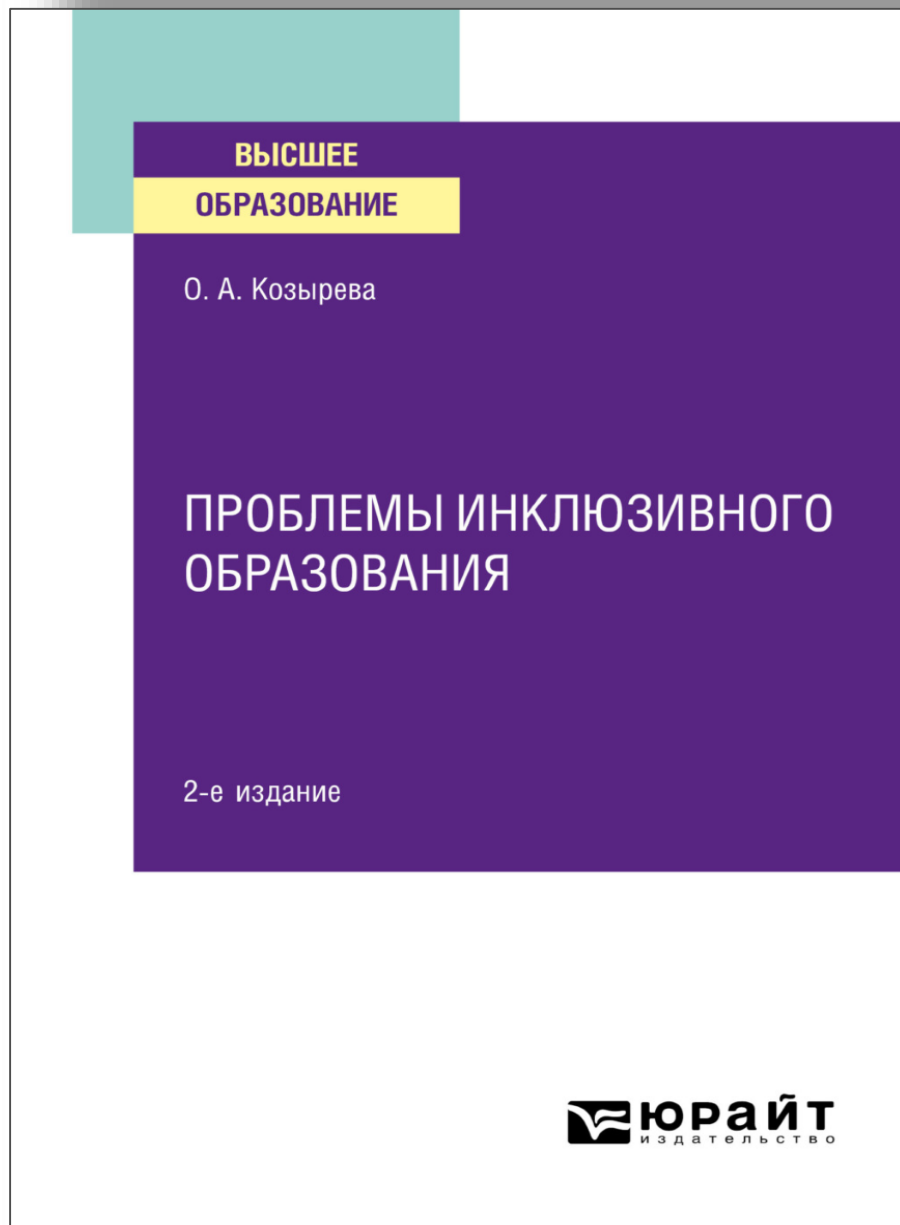 ВЫСШЕЕ
ОБРАЗОВАНИЕ
О. А. Козырева
ПРОБЛЕМЫ ИНКЛЮЗИВНОГО
ОБРАЗОВАНИЯ
2-е издание
юрайт
издательство